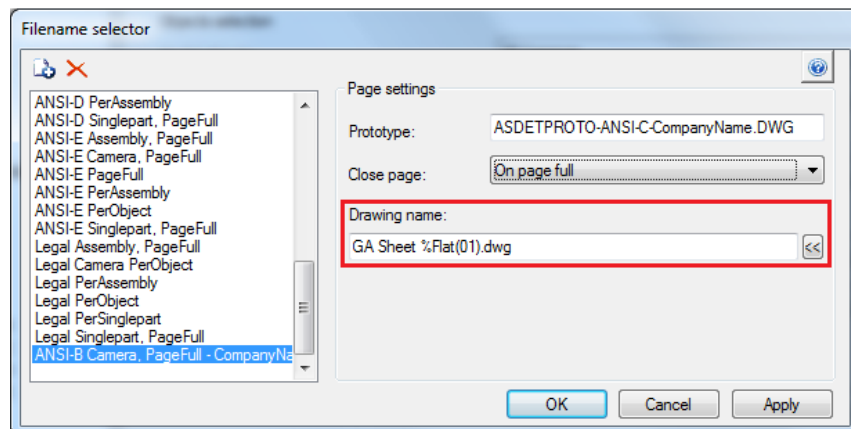 Filename selector
ANSI-D PerAssembly
ANSI-D Singlepart, PageFull
ANSI-E Assembly, PageFull
ANSI-E Camera, PageFull
ANSI-E PageFull
ANSI-E PerAssembly
ANSI-E PerObject
ANSI-E Singlepart, PageFull
Legal Assembly, PageFull
Legal Camera PerObject
Legal PerAssembly
Legal PerObject
Legal PerSinglepart
Legal Singlepart, PageFull
ANSI-B Camera, PageFull - CompanyNa
Page settings
Prototype: ASDETPROTO-ANSI-C-CompanyName.DWG
Close page: On page full
Drawing name:
GA Sheet %Flat(01).dwg <<
OK Cancel Apply